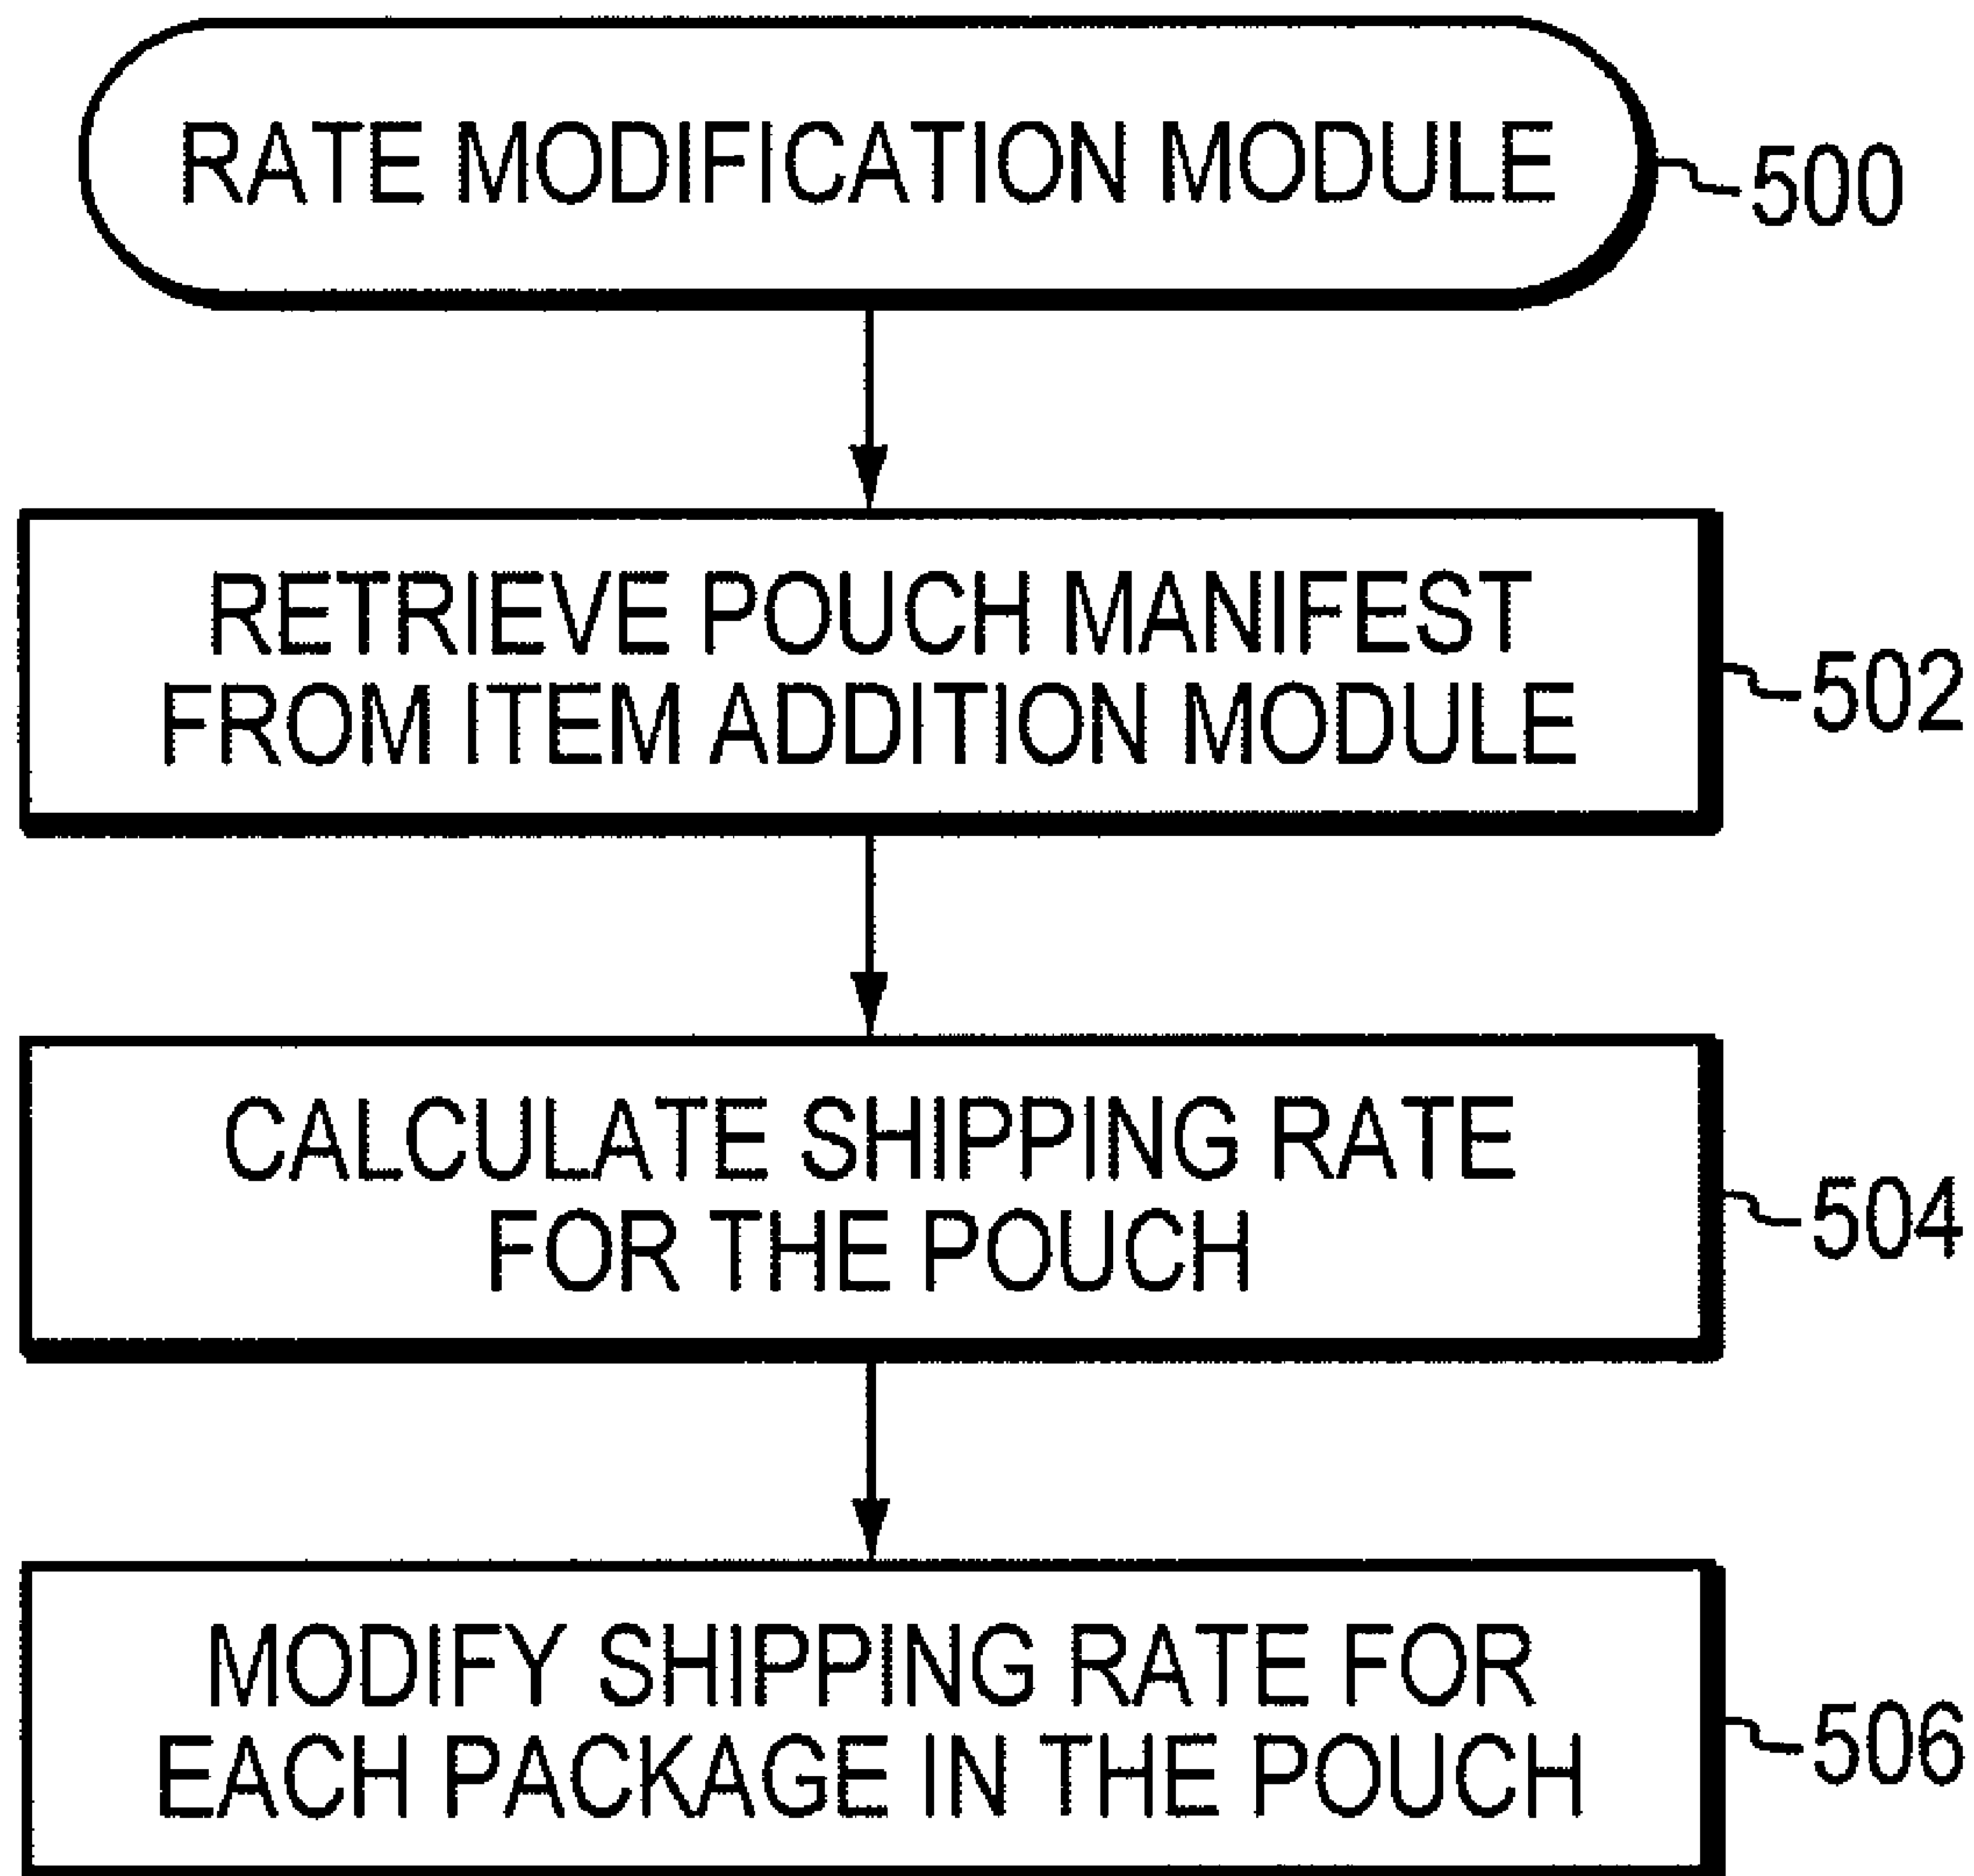 RATE MODIFICATION MODULE
500
RETRIEVE POUCH MANIFEST
FROM ITEM ADDITION MODULE
502
CALCULATE SHIPPING RATE
FOR THE POUCH
504
MODIFY SHIPPING RATE FOR
EACH PACKAGE IN THE POUCH
506